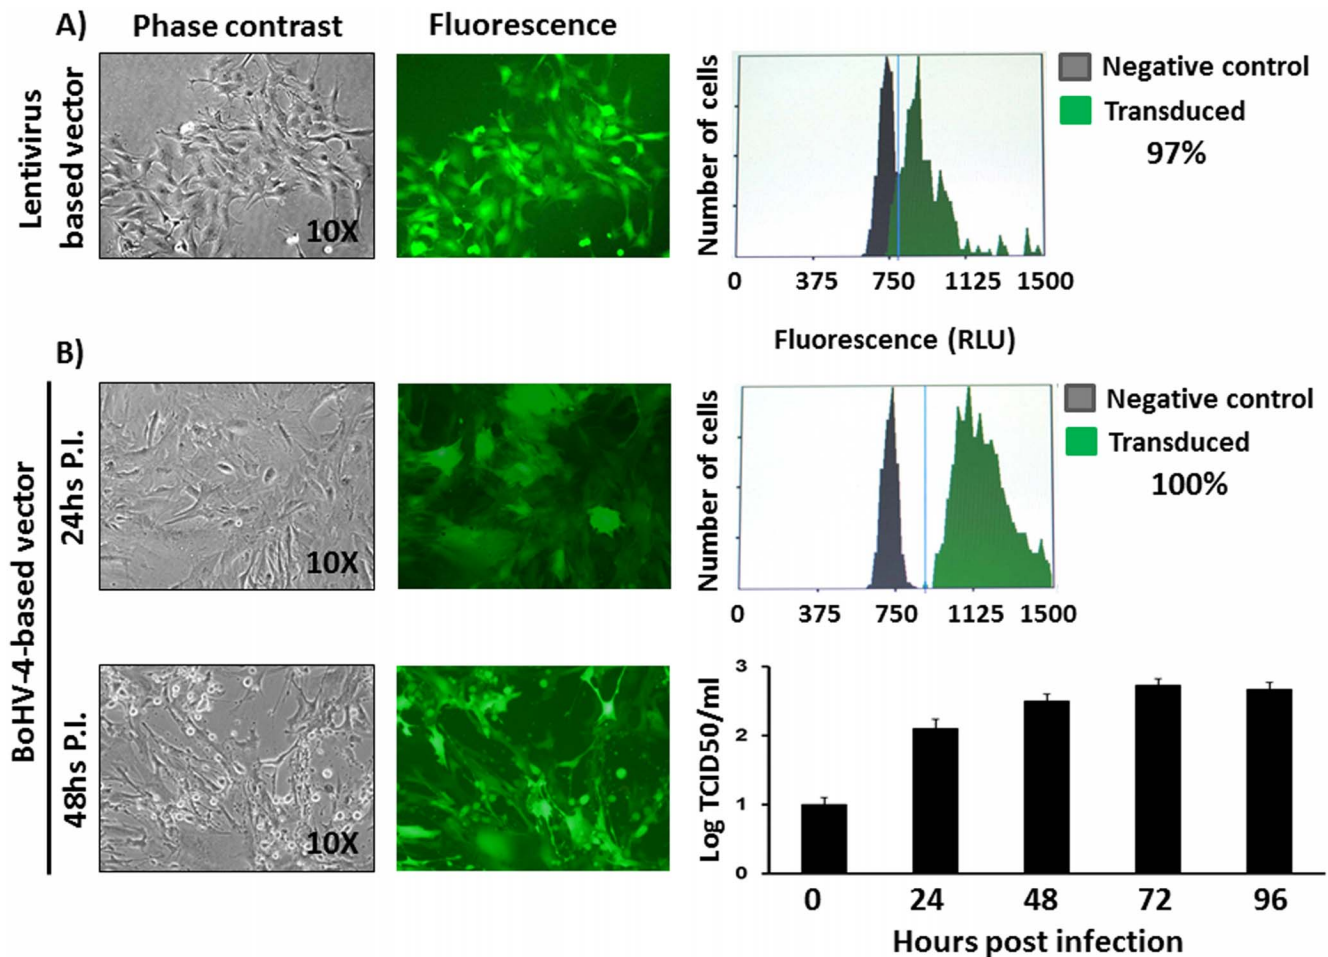 A)
Phase contrast
Fluorescence
Lentivirus
based vector
10X
Number of cells
0 375 750 1125 1500
Fluorescence (RLU)
Negative control
Transduced
97%
B)
BoHV-4-based vector
24hs P.I.
10X
Number of cells
0 375 750 1125 1500
Negative control
Transduced
100%
48hs P.I.
10X
Log TCID50/ml
3
2
1
0
0 24 48 72 96
Hours post infection